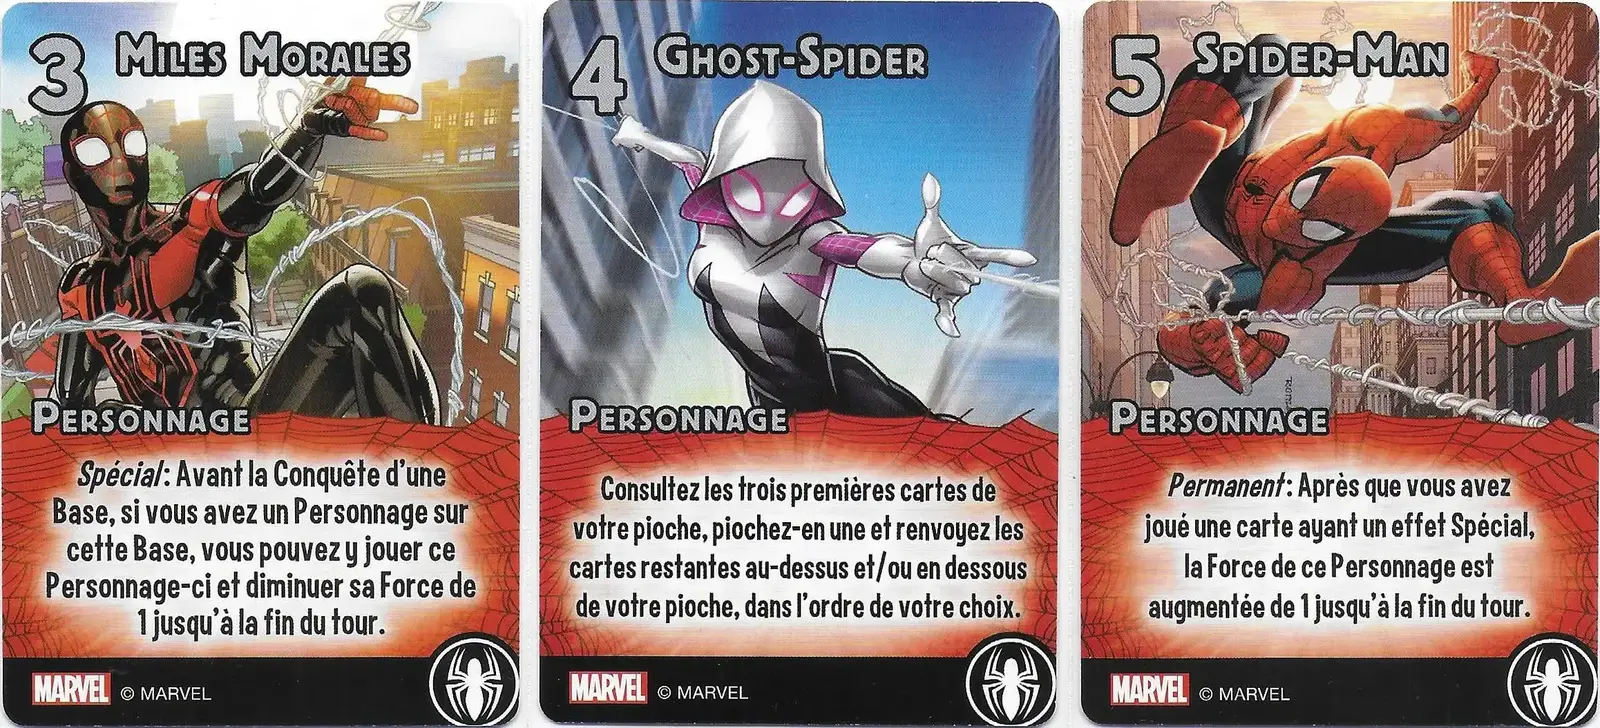 3 Miles Morales
Personnage
Spécial : Avant la Conquête d'une
Base, si vous avez un Personnage sur
cette Base, vous pouvez y jouer ce
Personnage-ci et diminuer sa Force de
1 jusqu'à la fin du tour.
MARVEL © MARVEL
4 Ghost-Spider
Personnage
Consultez les trois premières cartes de
votre pioche, piochez-en une et renvoyez les
cartes restantes au-dessus et/ou en dessous
de votre pioche, dans l'ordre de votre choix.
MARVEL © MARVEL
5 Spider-Man
Personnage
Permanent : Après que vous avez
joué une carte ayant un effet Spécial,
la Force de ce Personnage est
augmentée de 1 jusqu'à la fin du tour.
MARVEL © MARVEL